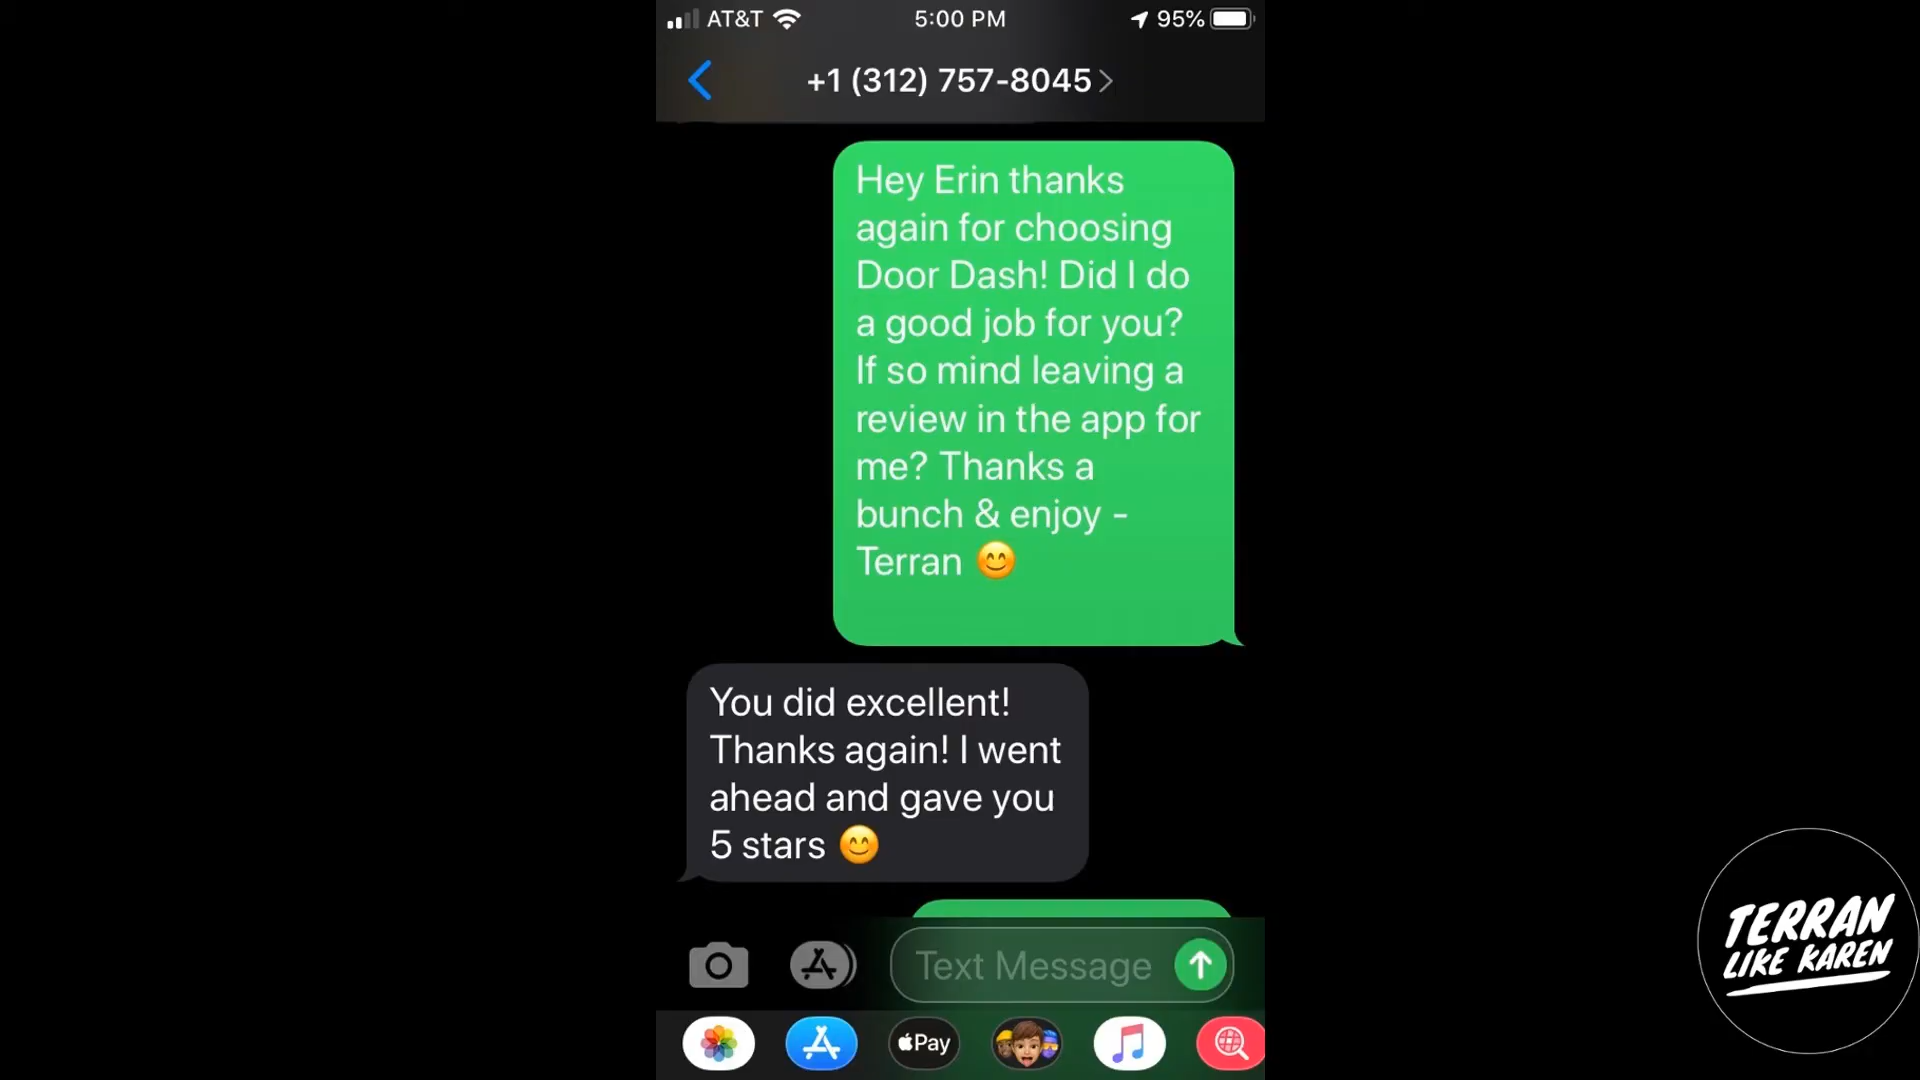 AT&T 5:00 PM 95%
+1 (312) 757-8045
Hey Erin thanks
again for choosing
Door Dash! Did I do
a good job for you?
If so mind leaving a
review in the app for
me? Thanks a
bunch & enjoy -
Terran 😊
You did excellent!
Thanks again! I went
ahead and gave you
5 stars 😊
Text Message
Pay
TERRAN
LIKE KAREN